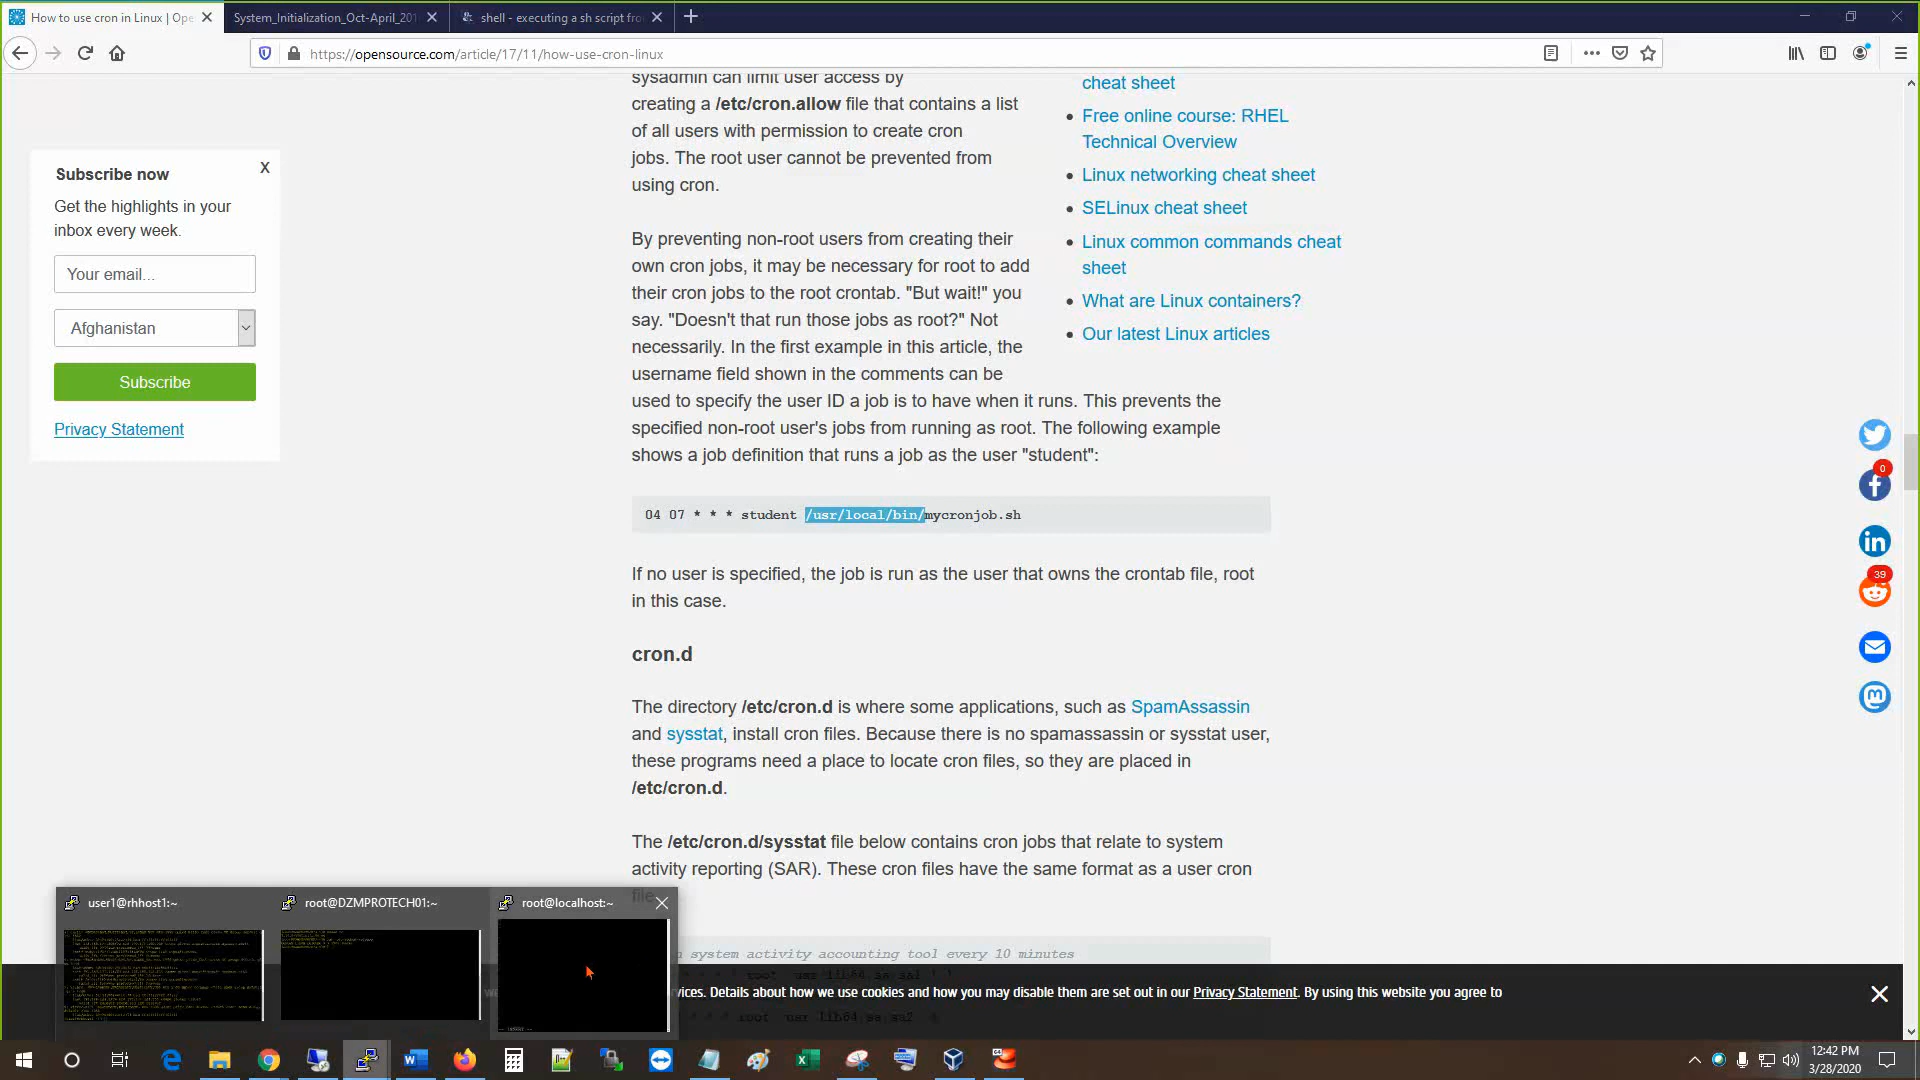 How to use cron in Linux | Ope
System_Initialization_Oct-April_201
shell - executing a sh script fro
https://opensource.com/article/17/11/how-use-cron-linux
sysadmin can limit user access by
creating a /etc/cron.allow file that contains a list
of all users with permission to create cron
jobs. The root user cannot be prevented from
using cron.
By preventing non-root users from creating their
own cron jobs, it may be necessary for root to add
their cron jobs to the root crontab. "But wait!" you
say. "Doesn't that run those jobs as root?" Not
necessarily. In the first example in this article, the
username field shown in the comments can be
used to specify the user ID a job is to have when it runs. This prevents the
specified non-root user's jobs from running as root. The following example
shows a job definition that runs a job as the user "student":
04 07 * * * student /usr/local/bin/mycronjob.sh
If no user is specified, the job is run as the user that owns the crontab file, root
in this case.
cron.d
The directory /etc/cron.d is where some applications, such as SpamAssassin
and sysstat, install cron files. Because there is no spamassassin or sysstat user,
these programs need a place to locate cron files, so they are placed in
/etc/cron.d.
The /etc/cron.d/sysstat file below contains cron jobs that relate to system
activity reporting (SAR). These cron files have the same format as a user cron
file.
system activity accounting tool every 10 minutes
cheat sheet
Free online course: RHEL
Technical Overview
Linux networking cheat sheet
SELinux cheat sheet
Linux common commands cheat
sheet
What are Linux containers?
Our latest Linux articles
Subscribe now
X
Get the highlights in your
inbox every week.
Your email...
Afghanistan
Subscribe
Privacy Statement
0
39
user1@rhhost1:~
root@DZMPROTECH01:~
root@localhost:~
Details about how we use cookies and how you may disable them are set out in our Privacy Statement. By using this website you agree to
12:42 PM
3/28/2020